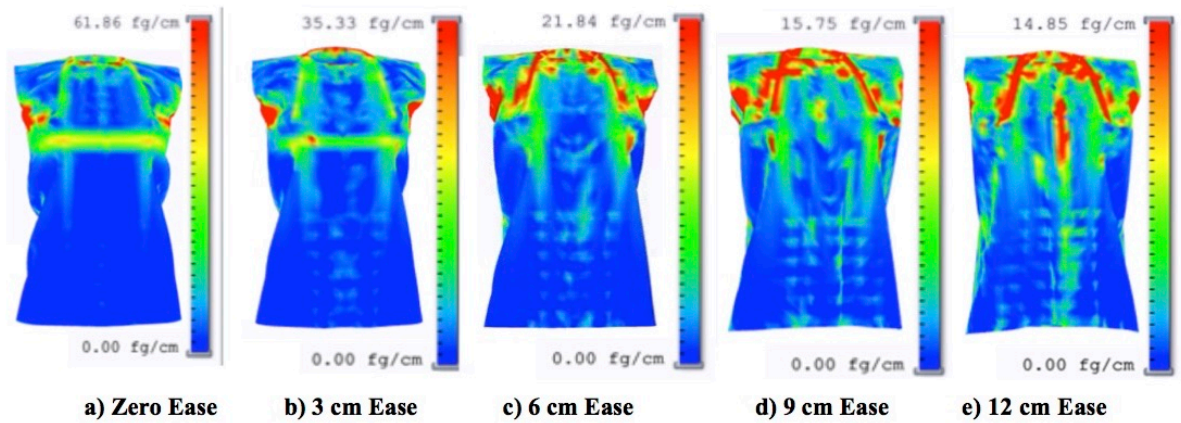 61.86 fg/cm
35.33 fg/cm
21.84 fg/cm
15.75 fg/cm
14.85 fg/cm
0.00 fg/cm
0.00 fg/cm
0.00 fg/cm
0.00 fg/cm
0.00 fg/cm
a) Zero Ease
b) 3 cm Ease
c) 6 cm Ease
d) 9 cm Ease
e) 12 cm Ease